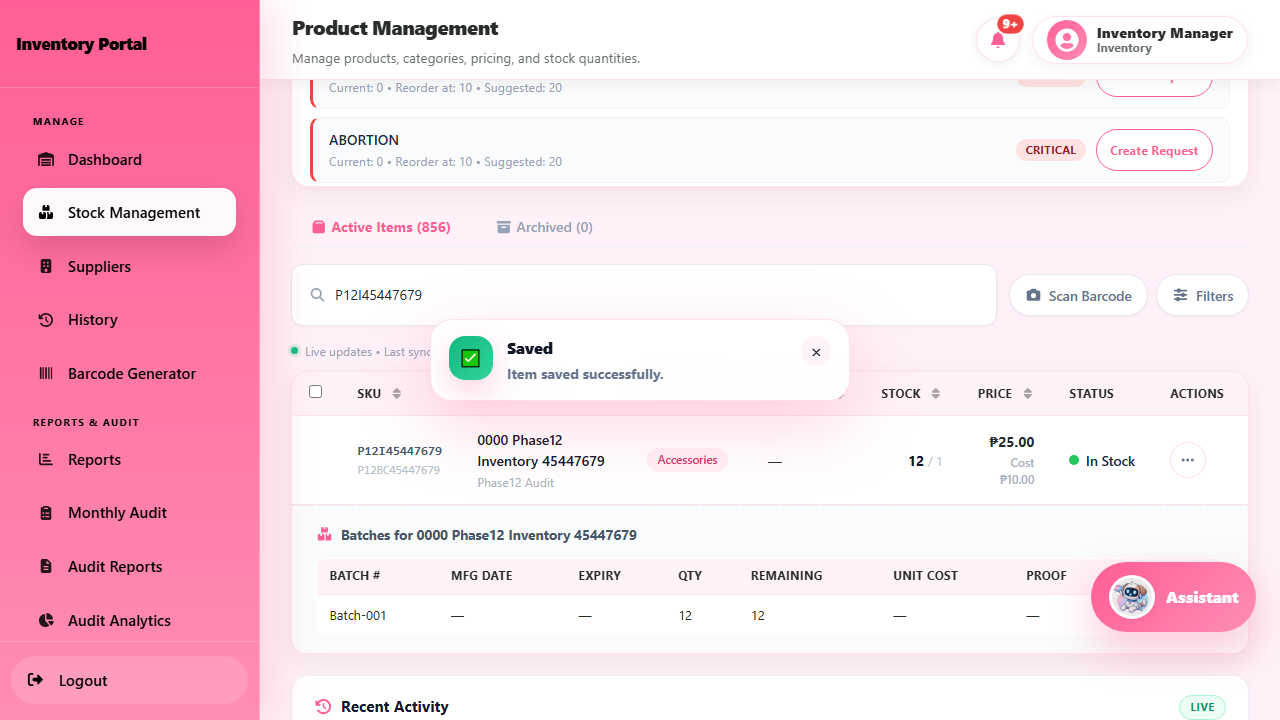 Inventory Portal
MANAGE
Dashboard
Stock Management
Suppliers
History
Barcode Generator
REPORTS & AUDIT
Reports
Monthly Audit
Audit Reports
Audit Analytics
Logout
Product Management
Manage products, categories, pricing, and stock quantities.
9+
Inventory Manager
Inventory
Current: 0 • Reorder at: 10 • Suggested: 20
ABORTION
Current: 0 • Reorder at: 10 • Suggested: 20
CRITICAL
Create Request
Active Items (856)
Archived (0)
P12I45447679
Scan Barcode
Filters
Live updates • Last sync
Saved
Item saved successfully.
SKU
STOCK
PRICE
STATUS
ACTIONS
P12I45447679
P12BC45447679
0000 Phase12
Inventory 45447679
Phase12 Audit
Accessories
—
12 / 1
₱25.00
Cost
₱10.00
In Stock
Batches for 0000 Phase12 Inventory 45447679
BATCH # MFG DATE EXPIRY QTY REMAINING UNIT COST PROOF
Batch-001 — — 12 12 — —
Assistant
Recent Activity
LIVE